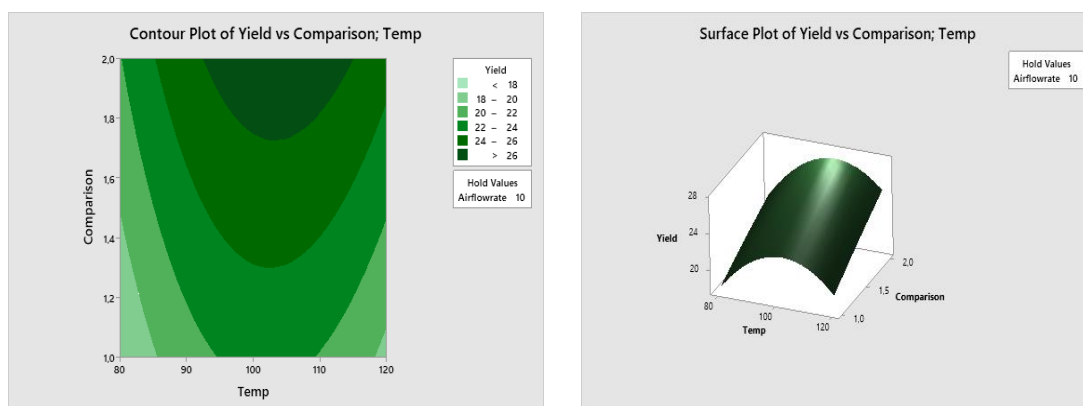 Contour Plot of Yield vs Comparison; Temp
2,0
1,8
1,6
1,4
1,2
1,0
Comparison
80
90
100
110
120
Temp
Yield
< 18
18 – 20
20 – 22
22 – 24
24 – 26
> 26
Hold Values
Airflowrate 10
Surface Plot of Yield vs Comparison; Temp
Hold Values
Airflowrate 10
28
24
20
Yield
80
100
120
Temp
1,0
1,5
2,0
Comparison